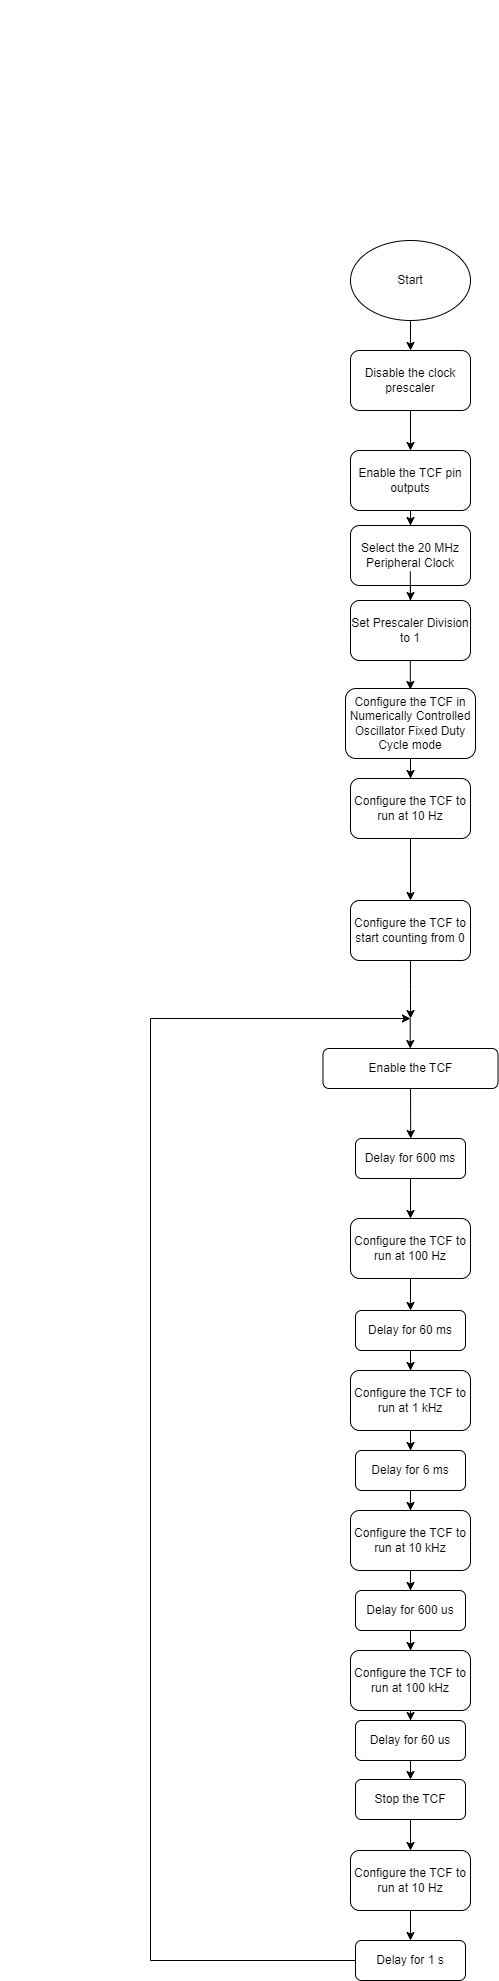 Start
Disable the clock
prescaler
Enable the TCF pin
outputs
Select the 20 MHz
Peripheral Clock
Set Prescaler Division
to 1
Configure the TCF in
Numerically Controlled
Oscillator Fixed Duty
Cycle mode
Configure the TCF to
run at 10 Hz
Configure the TCF to
start counting from 0
Enable the TCF
Delay for 600 ms
Configure the TCF to
run at 100 Hz
Delay for 60 ms
Configure the TCF to
run at 1 kHz
Delay for 6 ms
Configure the TCF to
run at 10 kHz
Delay for 600 us
Configure the TCF to
run at 100 kHz
Delay for 60 us
Stop the TCF
Configure the TCF to
run at 10 Hz
Delay for 1 s